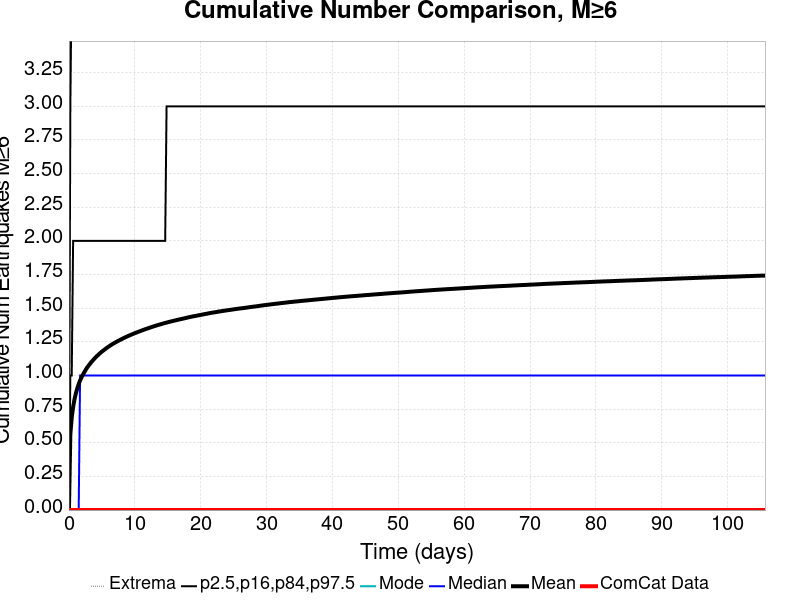 Cumulative Number Comparison, M≥6
Cumulative Num Earthquakes M≥6
3.25
3.00
2.75
2.50
2.25
2.00
1.75
1.50
1.25
1.00
0.75
0.50
0.25
0.00
0 10 20 30 40 50 60 70 80 90 100
Time (days)
Extrema p2.5,p16,p84,p97.5 Mode Median Mean ComCat Data